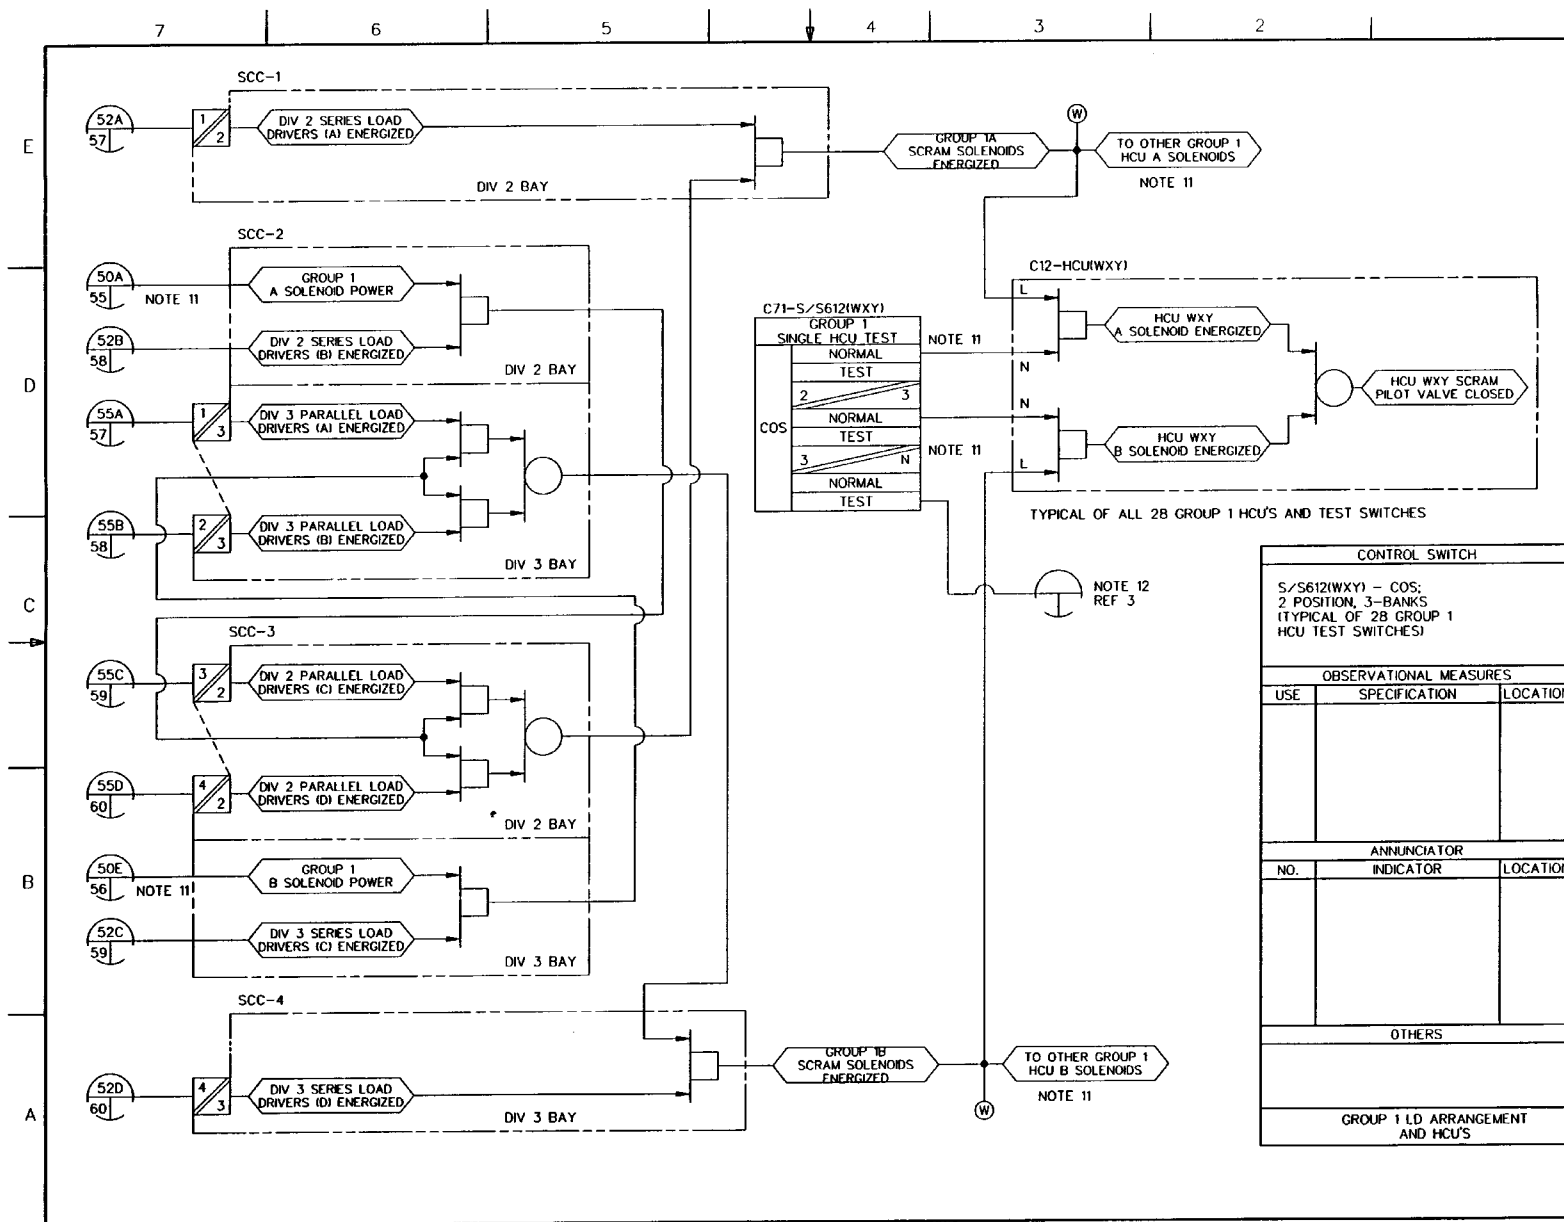 7 6 5 4 3 2
E
D
C
B
A
SCC-1
52A
57
1
2
DIV 2 SERIES LOAD
DRIVERS (A) ENERGIZED
DIV 2 BAY
GROUP 1A
SCRAM SOLENOIDS
ENERGIZED
W
TO OTHER GROUP 1
HCU A SOLENOIDS
NOTE 11
SCC-2
50A
55
NOTE 11
GROUP 1
A SOLENOID POWER
52B
58
DIV 2 SERIES LOAD
DRIVERS (B) ENERGIZED
DIV 2 BAY
55A
57
1
3
DIV 3 PARALLEL LOAD
DRIVERS (A) ENERGIZED
55B
58
2
3
DIV 3 PARALLEL LOAD
DRIVERS (B) ENERGIZED
DIV 3 BAY
C71-S/S612(WXY)
GROUP 1
SINGLE HCU TEST
COS
NORMAL
TEST
2 3
NORMAL
TEST
3 N
NORMAL
TEST
NOTE 11
NOTE 11
C12-HCU(WXY)
L
N
HCU WXY
A SOLENOID ENERGIZED
N
L
HCU WXY
B SOLENOID ENERGIZED
HCU WXY SCRAM
PILOT VALVE CLOSED
TYPICAL OF ALL 28 GROUP 1 HCU'S AND TEST SWITCHES
NOTE 12
REF 3
SCC-3
55C
59
3
2
DIV 2 PARALLEL LOAD
DRIVERS (C) ENERGIZED
55D
60
4
2
DIV 2 PARALLEL LOAD
DRIVERS (D) ENERGIZED
DIV 2 BAY
50E
56
NOTE 11
GROUP 1
B SOLENOID POWER
52C
59
DIV 3 SERIES LOAD
DRIVERS (C) ENERGIZED
DIV 3 BAY
SCC-4
52D
60
4
3
DIV 3 SERIES LOAD
DRIVERS (D) ENERGIZED
DIV 3 BAY
GROUP 1B
SCRAM SOLENOIDS
ENERGIZED
TO OTHER GROUP 1
HCU B SOLENOIDS
NOTE 11
W
CONTROL SWITCH
S/S612(WXY) - COS;
2 POSITION, 3-BANKS
(TYPICAL OF 28 GROUP 1
HCU TEST SWITCHES)
OBSERVATIONAL MEASURES
USE SPECIFICATION LOCATION
ANNUNCIATOR
NO. INDICATOR LOCATION
OTHERS
GROUP 1 LD ARRANGEMENT
AND HCU'S